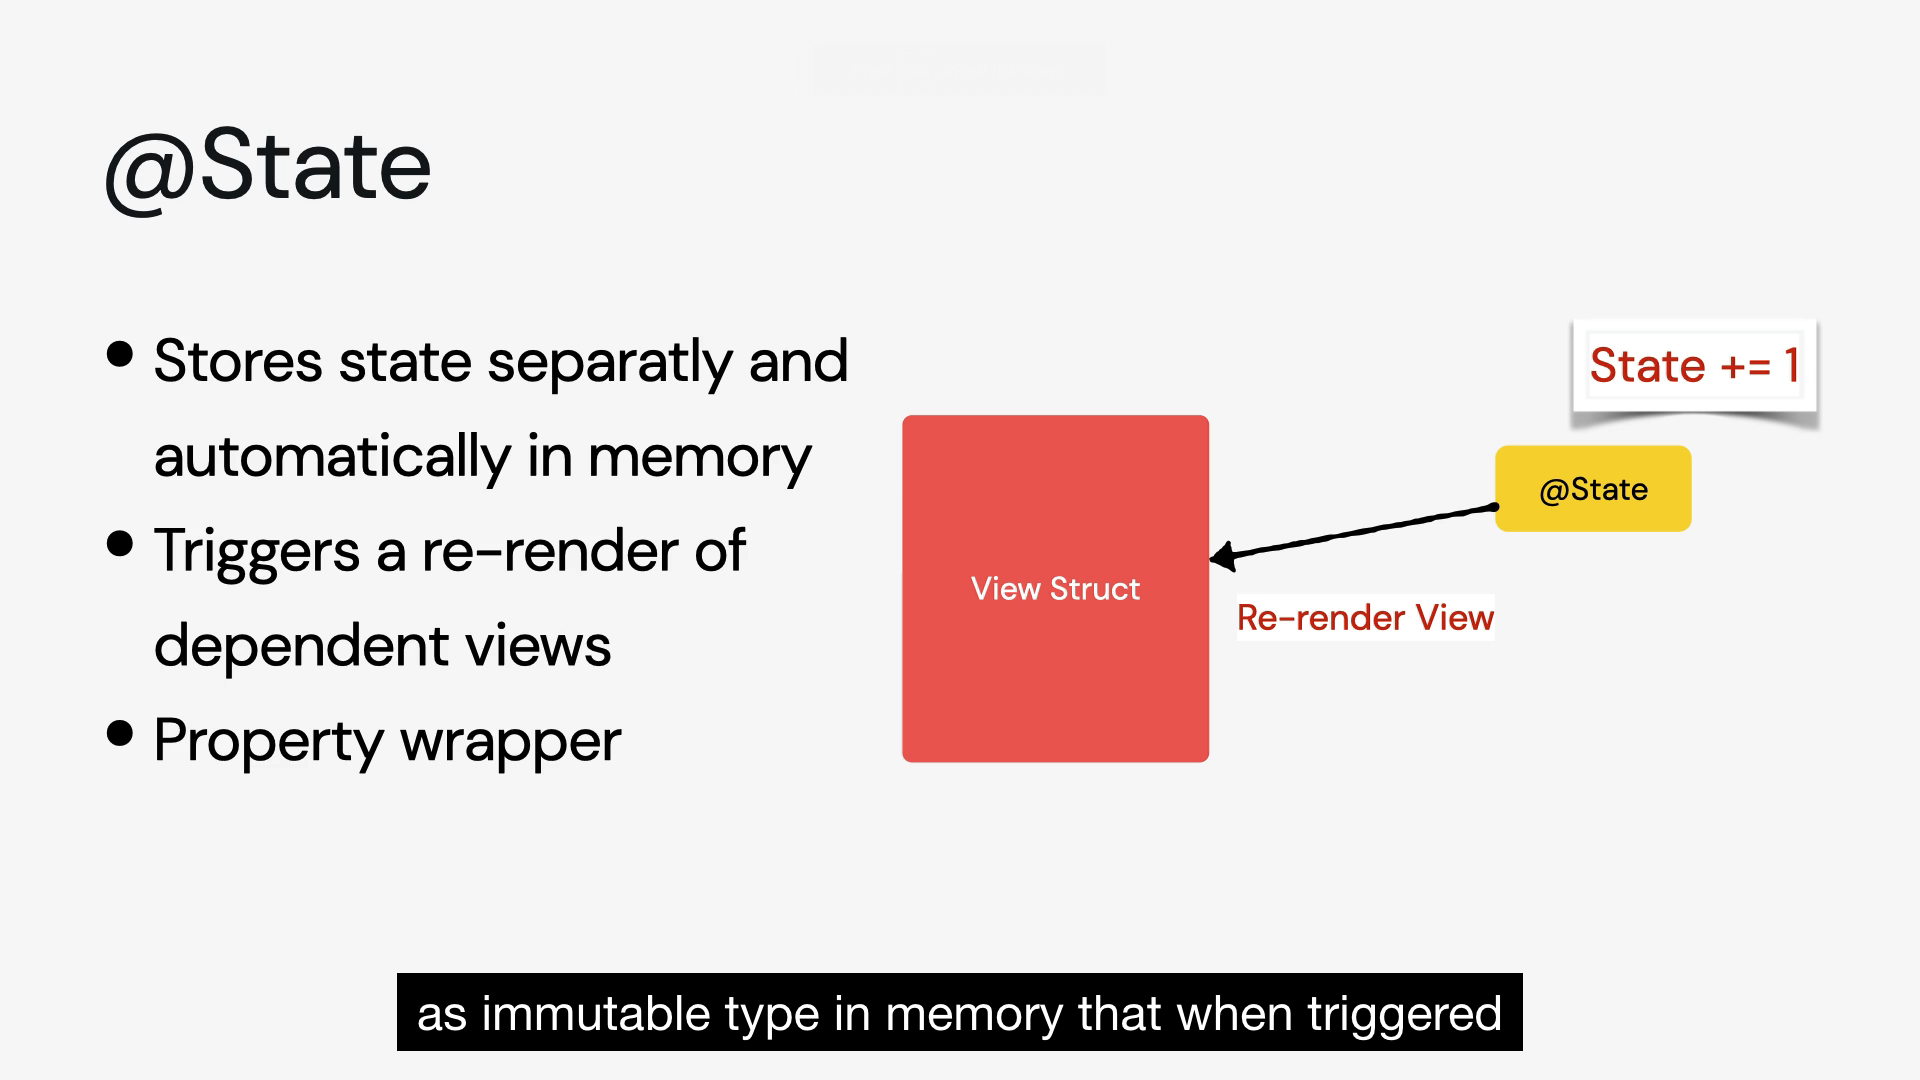 @State
• Stores state separatly and
automatically in memory
• Triggers a re-render of
dependent views
• Property wrapper
State += 1
@State
View Struct
Re-render View
as immutable type in memory that when triggered